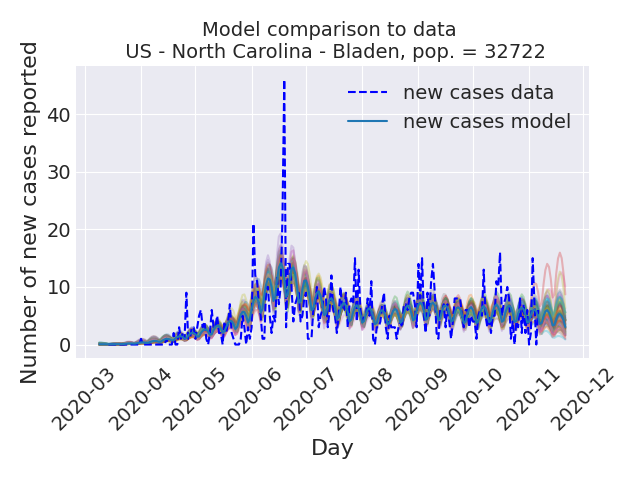 Model comparison to data
US - North Carolina - Bladen, pop. = 32722
Number of new cases reported
40
30
20
10
0
new cases data
new cases model
2020-03
2020-04
2020-05
2020-06
2020-07
2020-08
2020-09
2020-10
2020-11
2020-12
Day